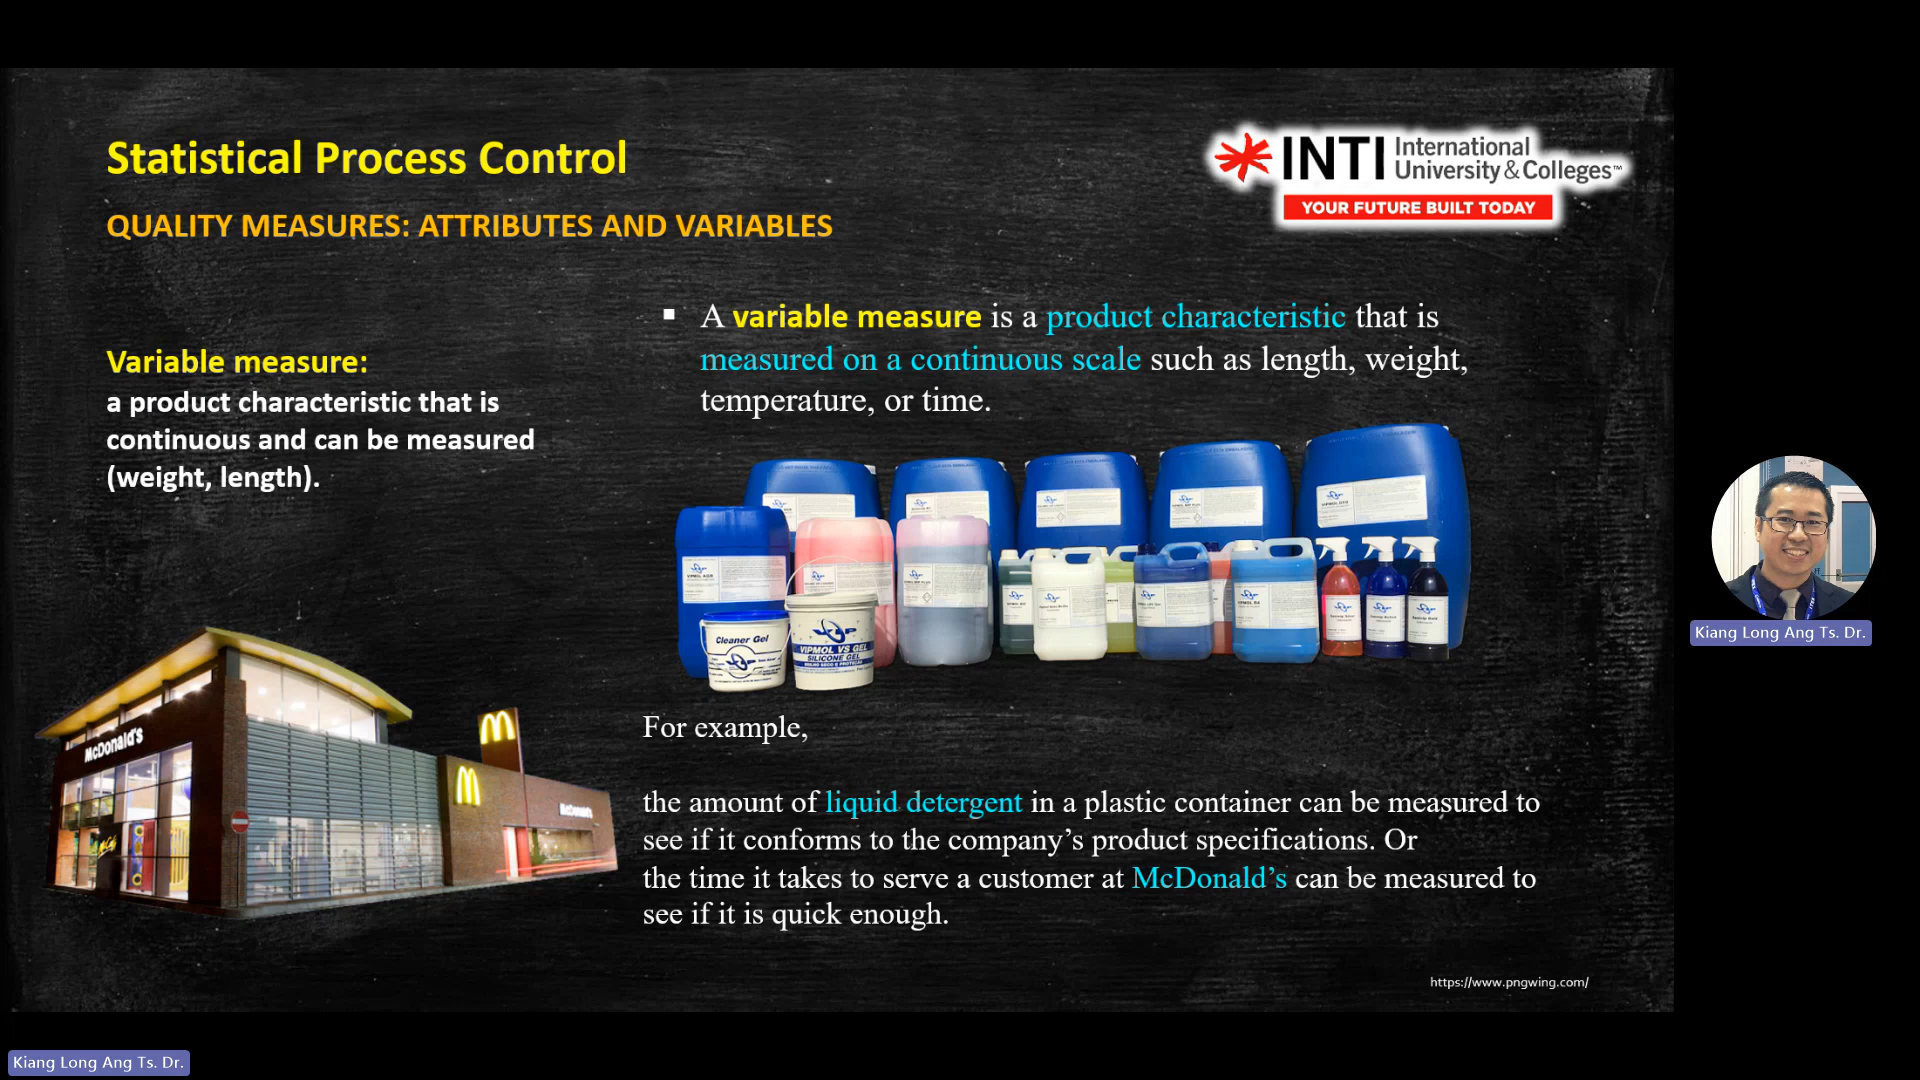 Statistical Process Control
QUALITY MEASURES: ATTRIBUTES AND VARIABLES
INTI International
University & Colleges™
YOUR FUTURE BUILT TODAY
Variable measure:
a product characteristic that is
continuous and can be measured
(weight, length).
▪ A variable measure is a product characteristic that is
measured on a continuous scale such as length, weight,
temperature, or time.
Cleaner Gel
VIPMOL VS GEL
SILICONE GEL
McDonald's
McDonald's
For example,
the amount of liquid detergent in a plastic container can be measured to
see if it conforms to the company’s product specifications. Or
the time it takes to serve a customer at McDonald’s can be measured to
see if it is quick enough.
https://www.pngwing.com/
Kiang Long Ang Ts. Dr.
Kiang Long Ang Ts. Dr.